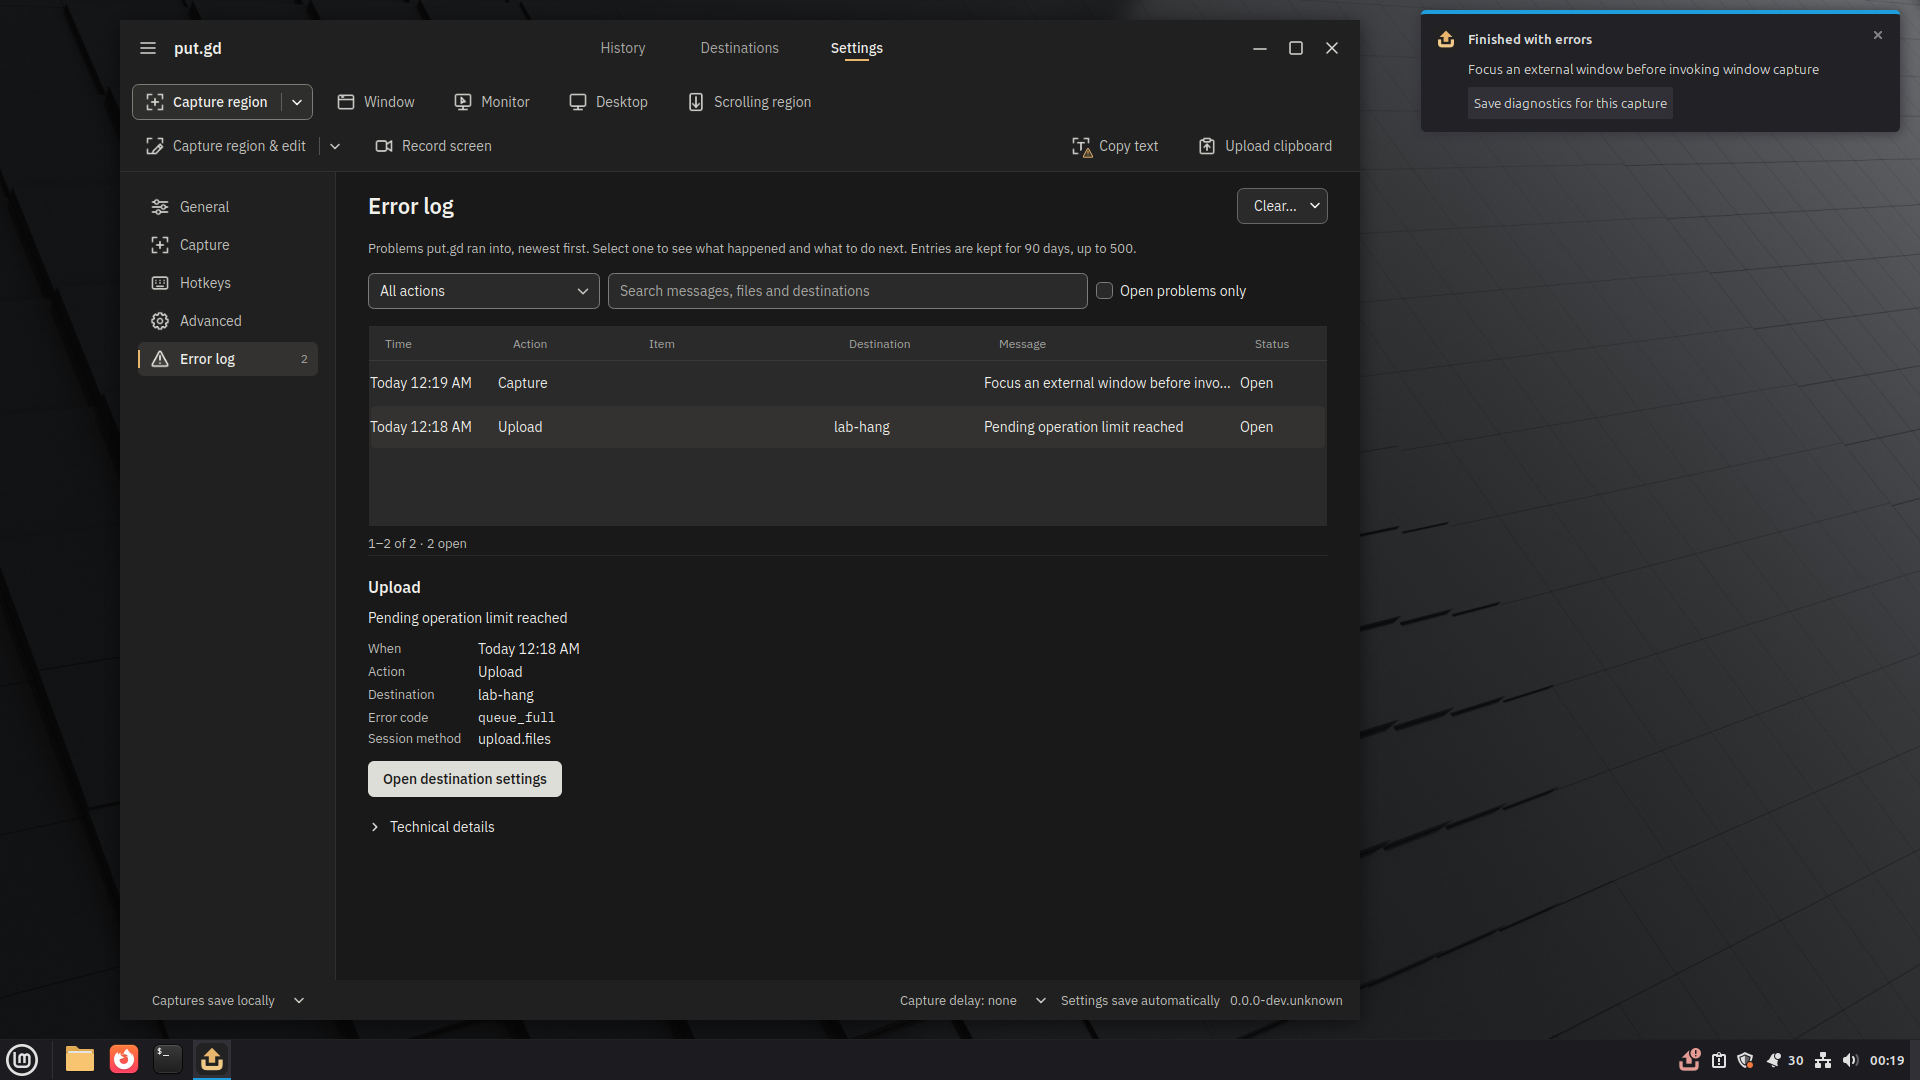 put.gd
History
Destinations
Settings
Capture region
Window
Monitor
Desktop
Scrolling region
Capture region & edit
Record screen
Copy text
Upload clipboard
General
Capture
Hotkeys
Advanced
Error log 2
Error log
Clear...
Problems put.gd ran into, newest first. Select one to see what happened and what to do next. Entries are kept for 90 days, up to 500.
All actions
Search messages, files and destinations
Open problems only
Time Action Item Destination Message Status
Today 12:19 AM Capture Focus an external window before invo... Open
Today 12:18 AM Upload lab-hang Pending operation limit reached Open
1–2 of 2 · 2 open
Upload
Pending operation limit reached
When Today 12:18 AM
Action Upload
Destination lab-hang
Error code queue_full
Session method upload.files
Open destination settings
Technical details
Captures save locally
Capture delay: none
Settings save automatically
0.0.0-dev.unknown
Finished with errors
Focus an external window before invoking window capture
Save diagnostics for this capture
30
00:19